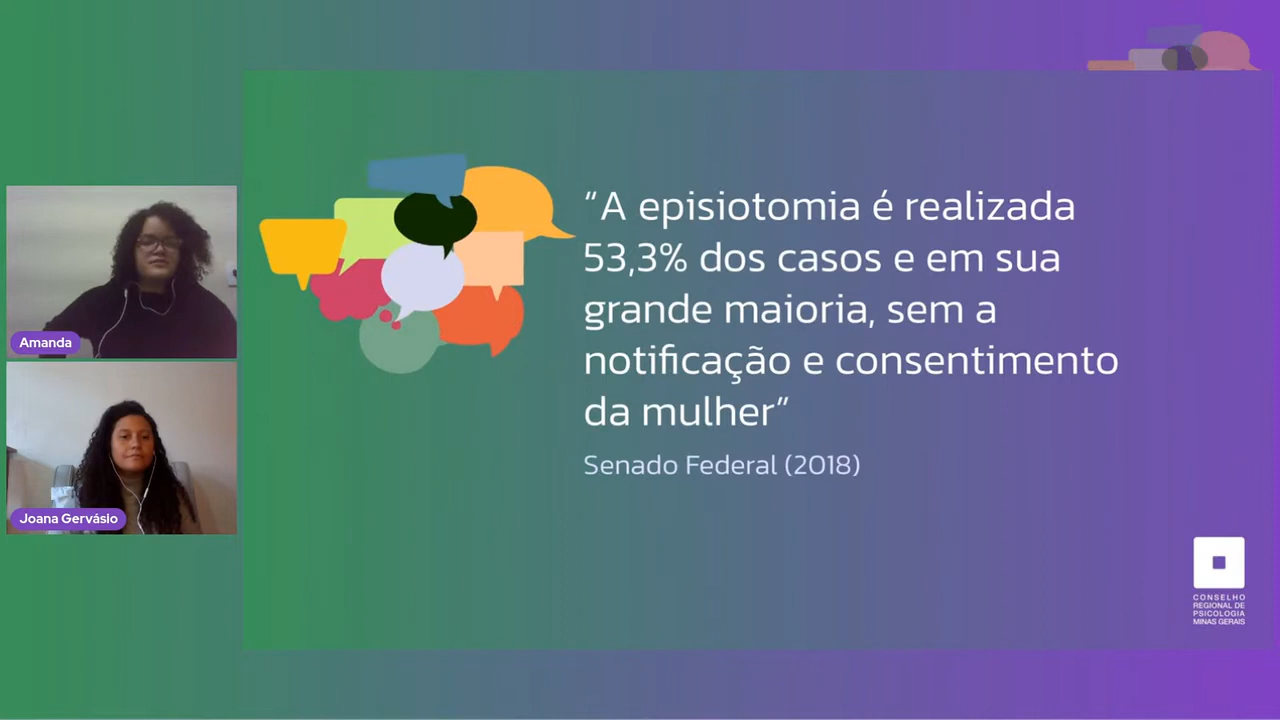 “A episiotomia é realizada
53,3% dos casos e em sua
grande maioria, sem a
notificação e consentimento
da mulher”
Senado Federal (2018)
Amanda
Joana Gervásio
CONSELHO
REGIONAL DE
PSICOLOGIA
MINAS GERAIS